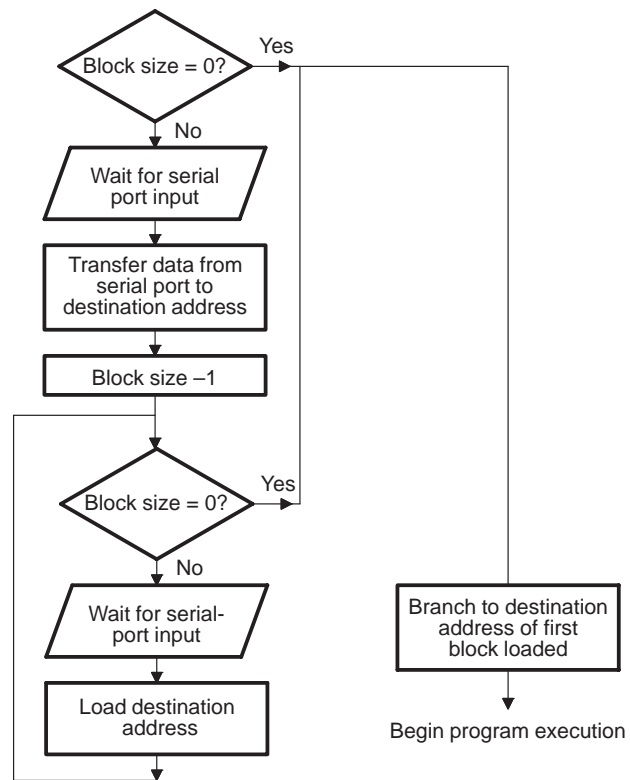 Block size = 0?
Yes
No
Wait for serial
port input
Transfer data from
serial port to
destination address
Block size –1
Block size = 0?
Yes
No
Wait for serial-
port input
Load destination
address
Branch to destination
address of first
block loaded
Begin program execution